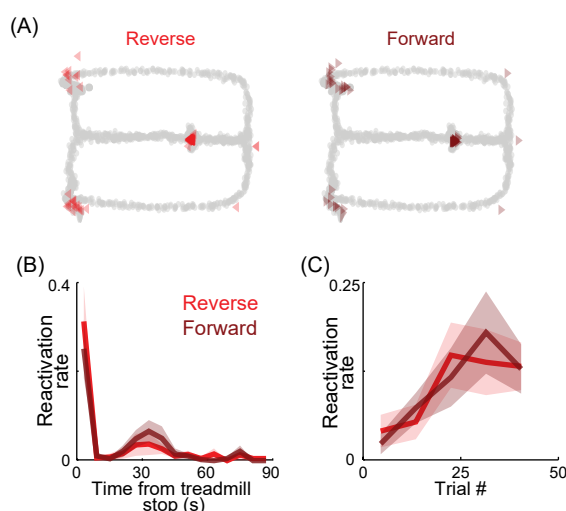 (A)
Reverse
Forward
(B)
0.4
Reverse
Forward
Reactivation
rate
0
0
30
60
90
Time from treadmill
stop (s)
(C)
0.25
Reactivation
rate
0
0
25
50
Trial #